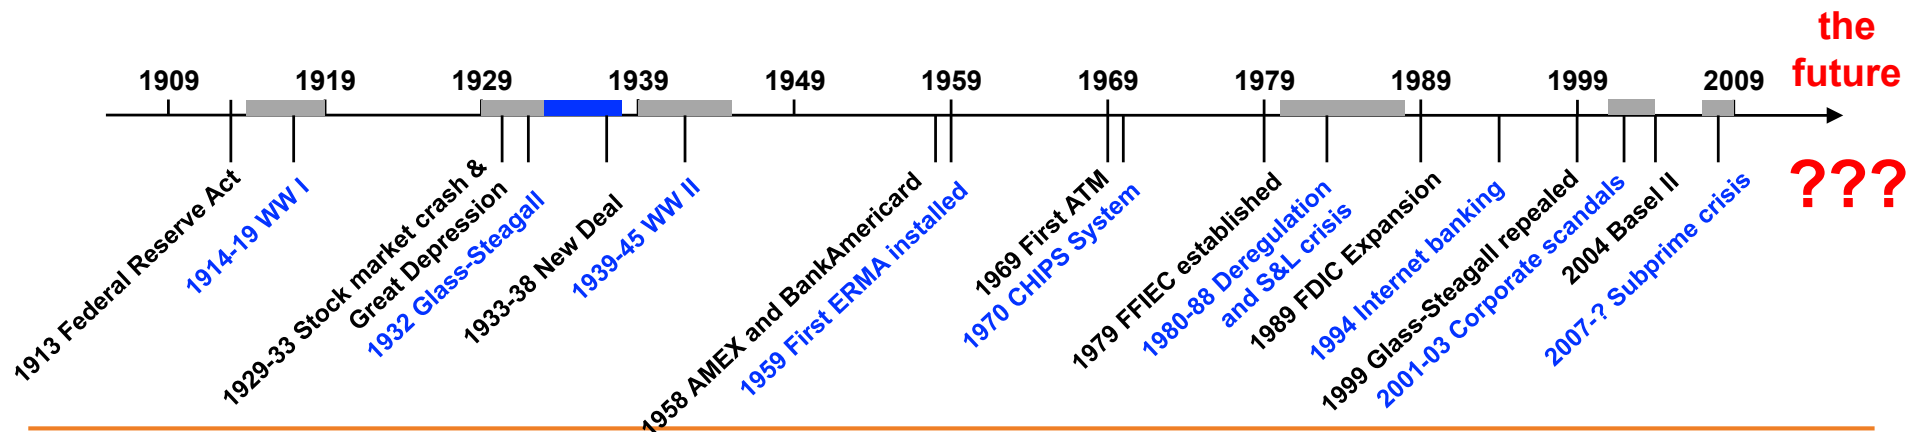 the
future
1909 1919 1929 1939 1949 1959 1969 1979 1989 1999 2009
???
1913 Federal Reserve Act
1914-19 WW I
1929-33 Stock market crash &
Great Depression
1932 Glass-Steagall
1933-38 New Deal
1939-45 WW II
1958 AMEX and BankAmericard
1959 First ERMA installed
1969 First ATM
1970 CHIPS System
1979 FFIEC established
1980-88 Deregulation
and S&L crisis
1989 FDIC Expansion
1994 Internet banking
1999 Glass-Steagall repealed
2001-03 Corporate scandals
2004 Basel II
2007-? Subprime crisis